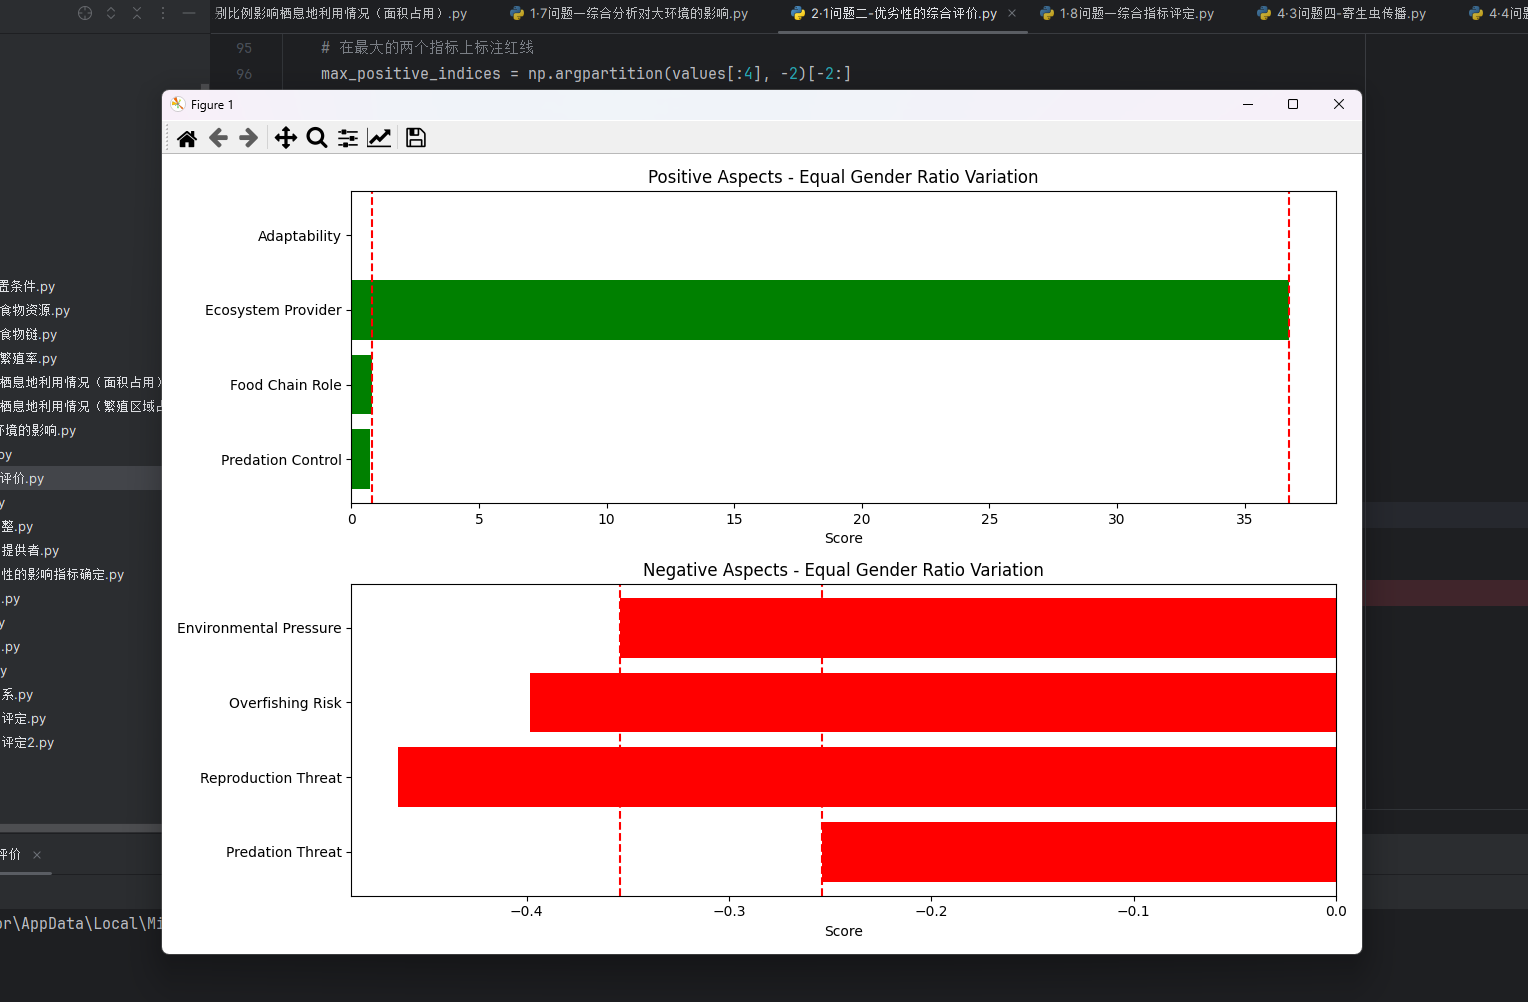 别比例影响栖息地利用情况（面积占用）.py
1·7问题一综合分析对大环境的影响.py
2·1问题二-优劣性的综合评价.py
1·8问题一综合指标评定.py
4·3问题四-寄生虫传播.py
4·4问题
95 # 在最大的两个指标上标注红线
96 max_positive_indices = np.argpartition(values[:4], -2)[-2:]
Figure 1
Positive Aspects - Equal Gender Ratio Variation
Adaptability
Ecosystem Provider
Food Chain Role
Predation Control
0 5 10 15 20 25 30 35
Score
Negative Aspects - Equal Gender Ratio Variation
Environmental Pressure
Overfishing Risk
Reproduction Threat
Predation Threat
−0.4 −0.3 −0.2 −0.1 0.0
Score
置条件.py
食物资源.py
食物链.py
繁殖率.py
栖息地利用情况（面积占用）
栖息地利用情况（繁殖区域占
环境的影响.py
py
评价.py
整.py
提供者.py
性的影响指标确定.py
.py
.py
系.py
评定.py
评定2.py
评价
or\AppData\Local\Mi